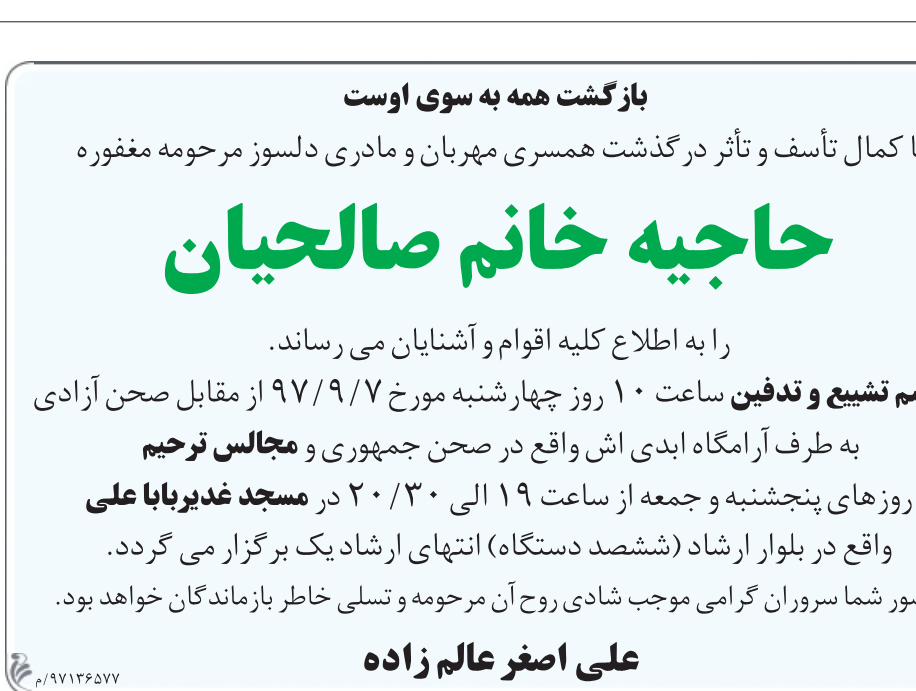 بازگشت همه به سوی اوست
ا کمال تأسف و تأثر درگذشت همسری مهربان و مادری دلسوز مرحومه مغفوره
حاجیه خانم صالحیان
را به اطلاع کلیه اقوام و آشنایان می رساند.
تشییع و تدفین ساعت ۱۰ روز چهارشنبه مورخ ۹۷/۹/۷ از مقابل صحن آزادی
به طرف آرامگاه ابدی اش واقع در صحن جمهوری و مجالس ترحیم
روزهای پنجشنبه و جمعه از ساعت ۱۹ الی ۲۰/۳۰ در مسجد غدیربابا علی
واقع در بلوار ارشاد (ششصد دستگاه) انتهای ارشاد یک برگزار می گردد.
شما سروران گرامی موجب شادی روح آن مرحومه و تسلی خاطر بازماندگان خواهد بود.
علی اصغر عالم زاده
۹۷۱۳۶۵۷۷/م